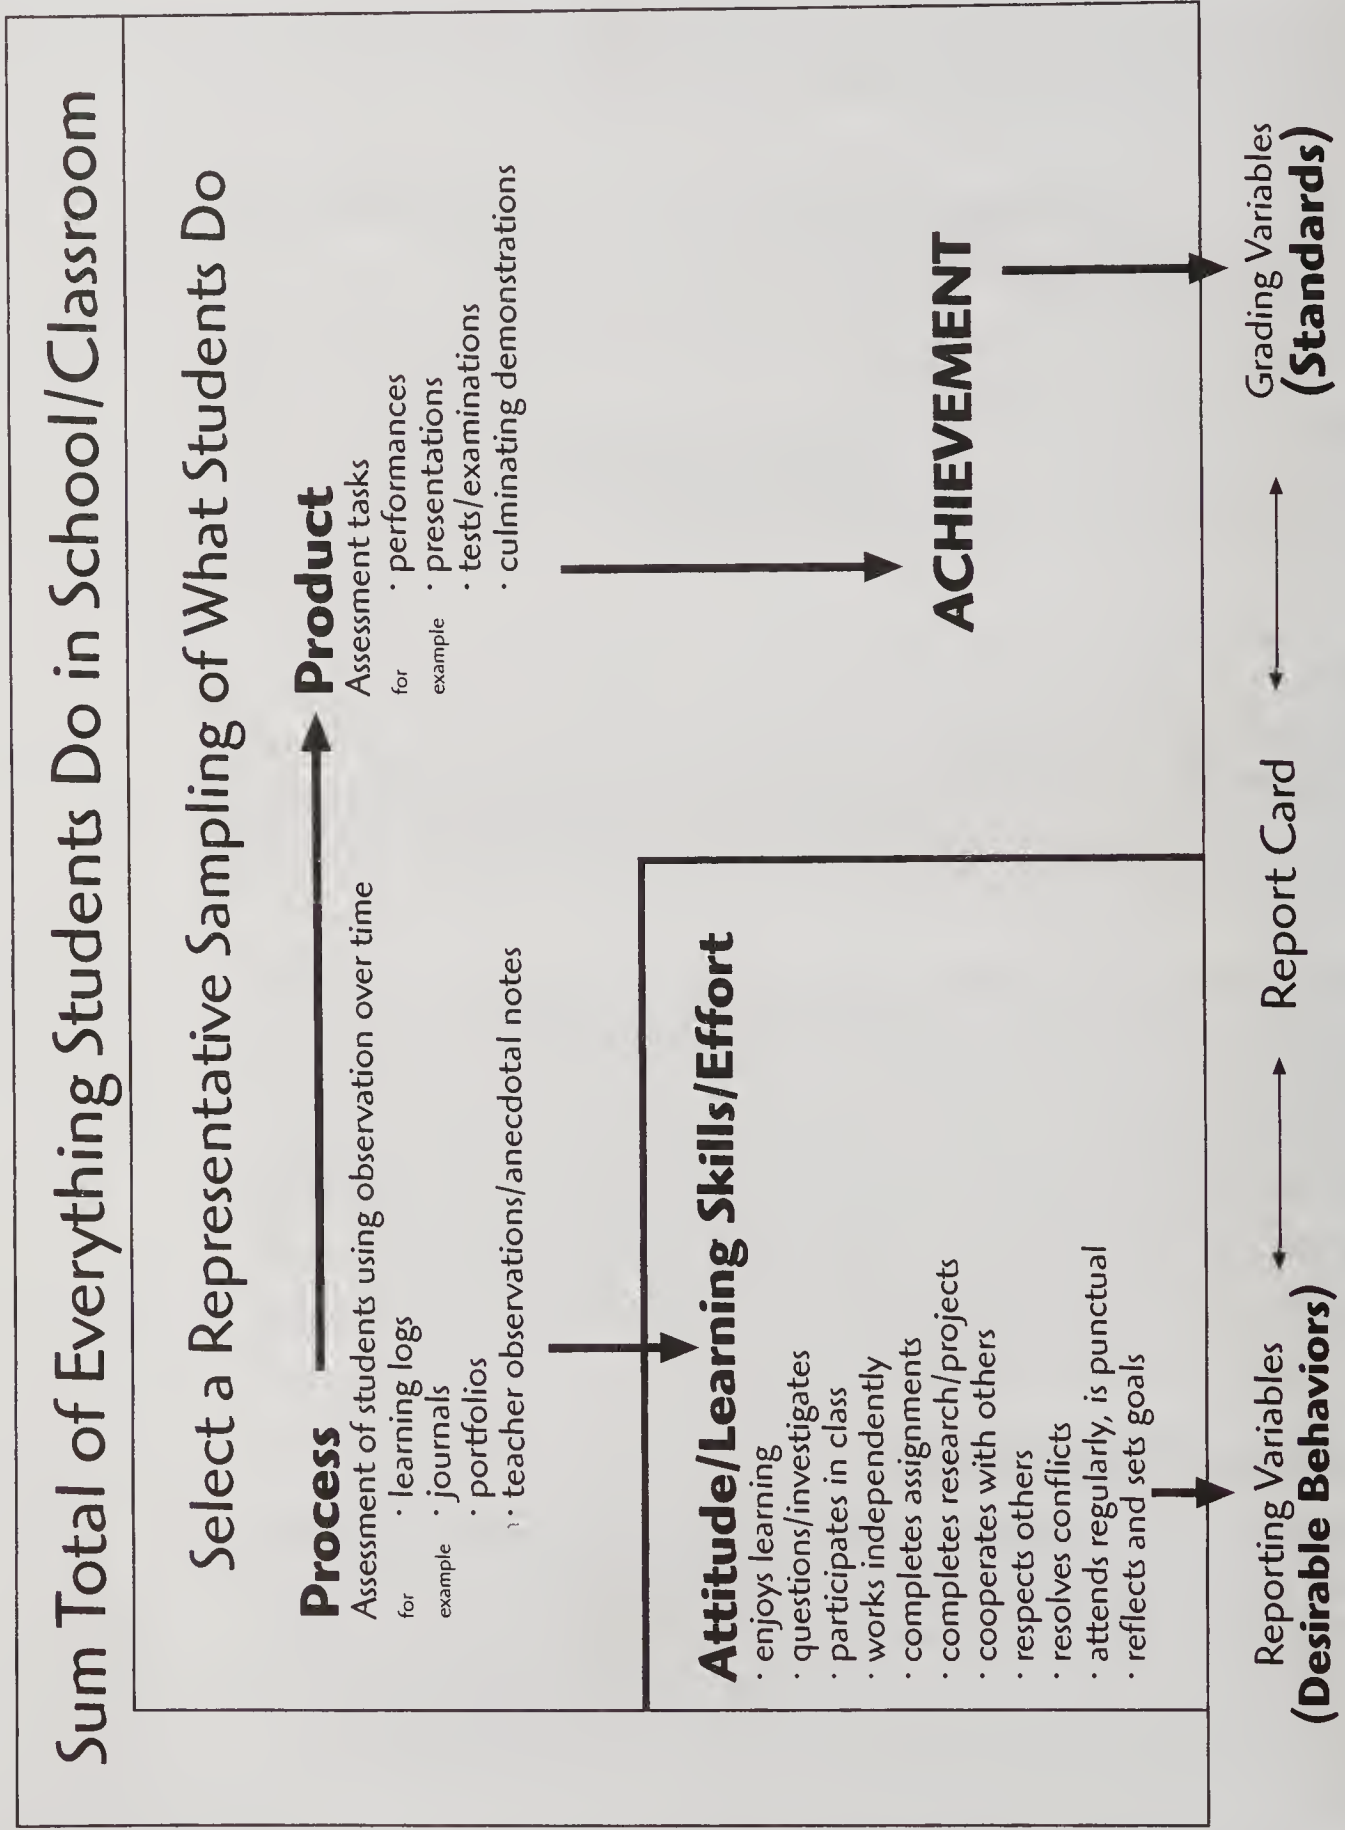 Sum Total of Everything Students Do in School/Classroom
Select a Representative Sampling of What Students Do
Process
Assessment of students using observation over time
for example
· learning logs
· journals
· portfolios
· teacher observations/anecdotal notes
Product
Assessment tasks
for example
· performances
· presentations
· tests/examinations
· culminating demonstrations
Attitude/Learning Skills/Effort
· enjoys learning
· questions/investigates
· participates in class
· works independently
· completes assignments
· completes research/projects
· cooperates with others
· respects others
· resolves conflicts
· attends regularly, is punctual
· reflects and sets goals
ACHIEVEMENT
Reporting Variables
(Desirable Behaviors)
Report Card
Grading Variables
(Standards)